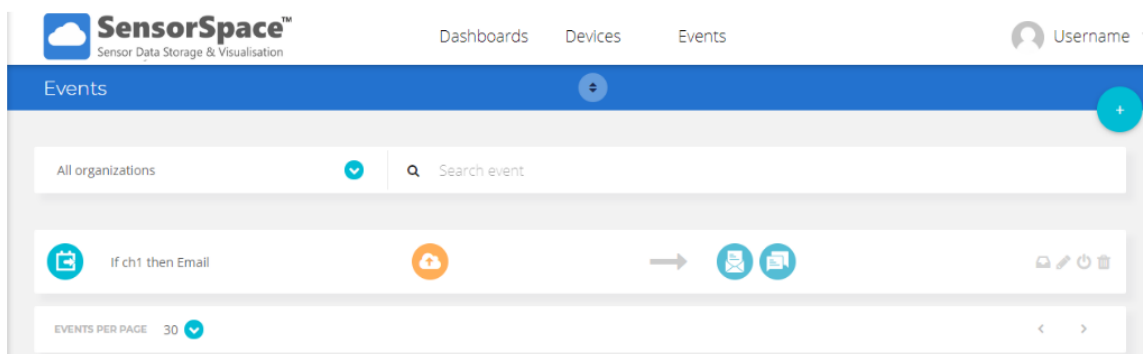 SensorSpace™
Sensor Data Storage & Visualisation
Dashboards Devices Events Username
Events
+
All organizations Search event
If ch1 then Email
EVENTS PER PAGE 30